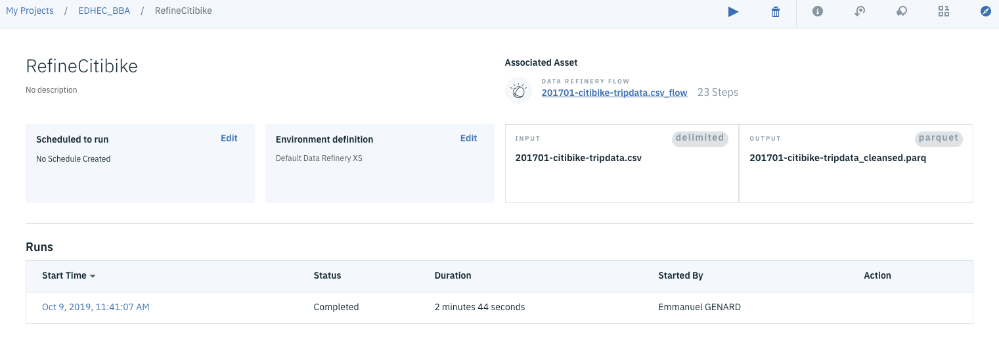 My Projects / EDHEC_BBA / RefineCitibike
RefineCitibike
No description
Associated Asset
DATA REFINERY FLOW
201701-citibike-tripdata.csv_flow 23 Steps
Scheduled to run Edit
No Schedule Created
Environment definition Edit
Default Data Refinery XS
INPUT delimited
201701-citibike-tripdata.csv
OUTPUT parquet
201701-citibike-tripdata_cleansed.parq
Runs
Start Time Status Duration Started By Action
Oct 9, 2019, 11:41:07 AM Completed 2 minutes 44 seconds Emmanuel GENARD